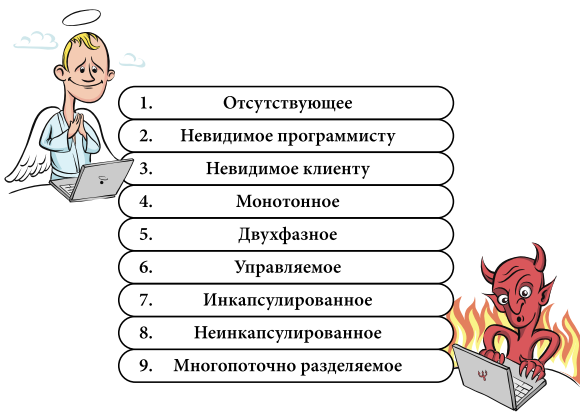 1. Отсутствующее
2. Невидимое программисту
3. Невидимое клиенту
4. Монотонное
5. Двухфазное
6. Управляемое
7. Инкапсулированное
8. Неинкапсулированное
9. Многопоточно разделяемое